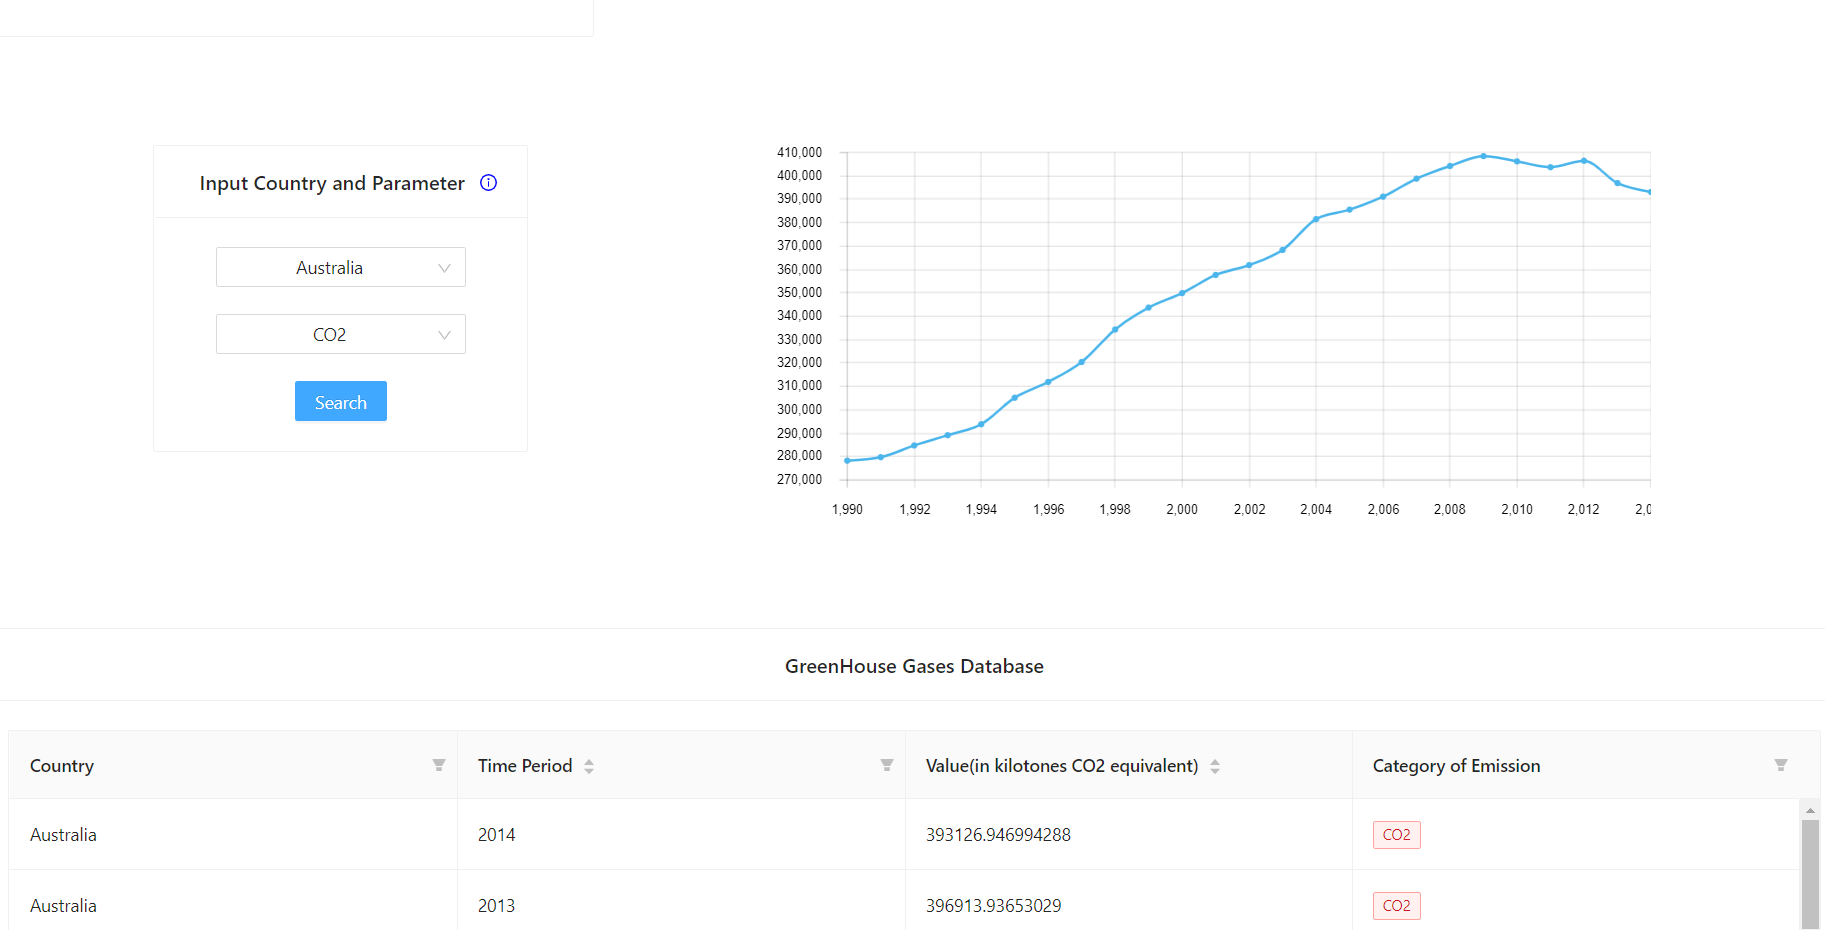 Input Country and Parameter
Australia
CO2
Search
410,000
400,000
390,000
380,000
370,000
360,000
350,000
340,000
330,000
320,000
310,000
300,000
290,000
280,000
270,000
1,990 1,992 1,994 1,996 1,998 2,000 2,002 2,004 2,006 2,008 2,010 2,012
GreenHouse Gases Database
Country Time Period Value(in kilotones CO2 equivalent) Category of Emission
Australia 2014 393126.946994288 CO2
Australia 2013 396913.93653029 CO2